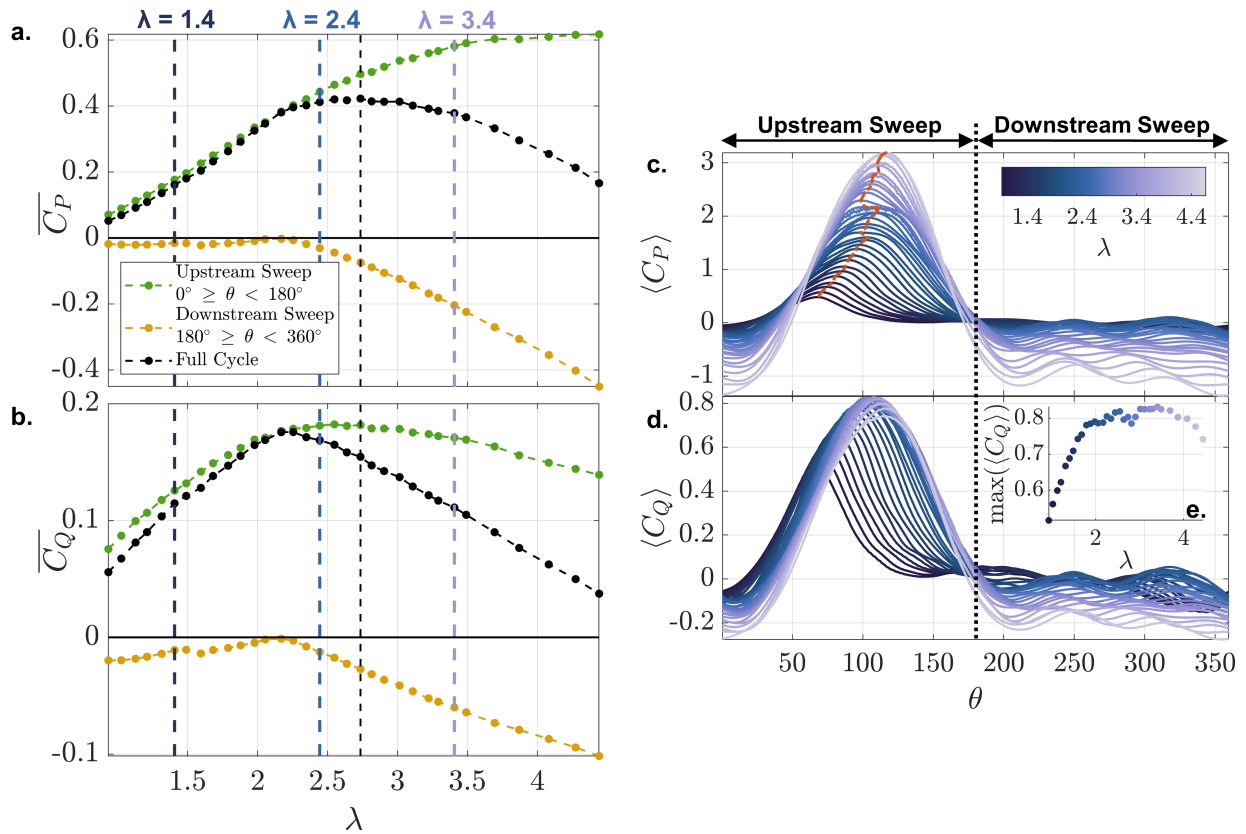 a.
λ = 1.4
λ = 2.4
λ = 3.4
0.6
0.4
0.2
0
-0.2
-0.4
C_P
Upstream Sweep
0° ≥ θ < 180°
Downstream Sweep
180° ≥ θ < 360°
Full Cycle
b.
0.2
0.1
0
-0.1
C_Q
1.5
2
2.5
3
3.5
4
λ
Upstream Sweep
Downstream Sweep
c.
3
2
1
0
-1
⟨C_P⟩
1.4
2.4
3.4
4.4
λ
d.
0.8
0.6
0.4
0.2
0
-0.2
⟨C_Q⟩
0.8
0.6
max(⟨C_Q⟩)
e.
2
4
λ
50
100
150
200
250
300
350
θ